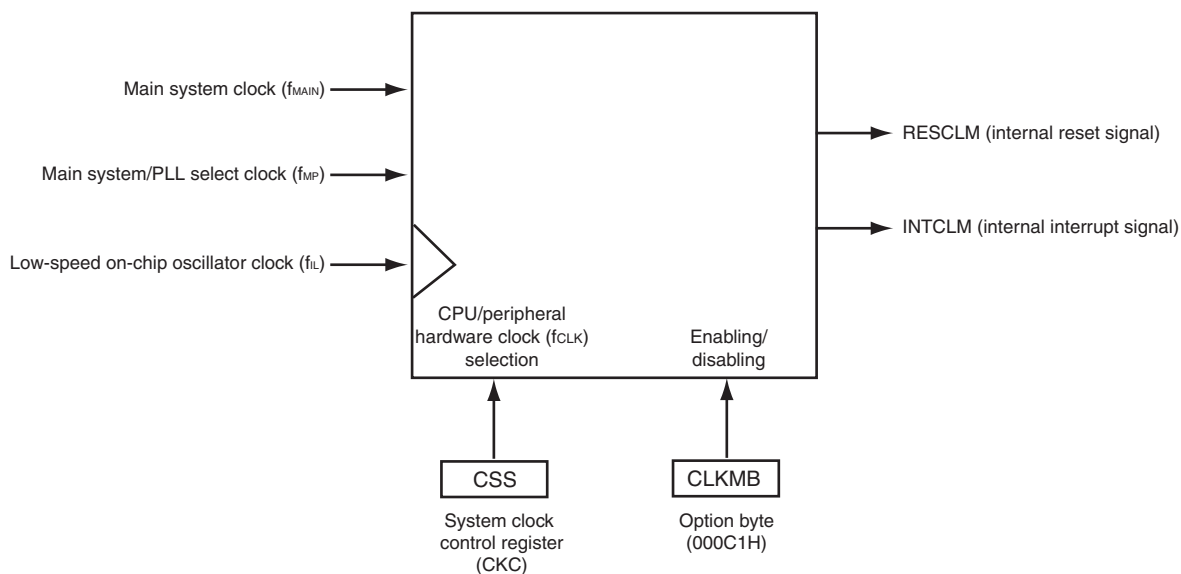 Main system clock (fMAIN)
Main system/PLL select clock (fMP)
Low-speed on-chip oscillator clock (fIL)
RESCLM (internal reset signal)
INTCLM (internal interrupt signal)
CPU/peripheral
hardware clock (fCLK)
selection
Enabling/
disabling
CSS
System clock
control register
(CKC)
CLKMB
Option byte
(000C1H)